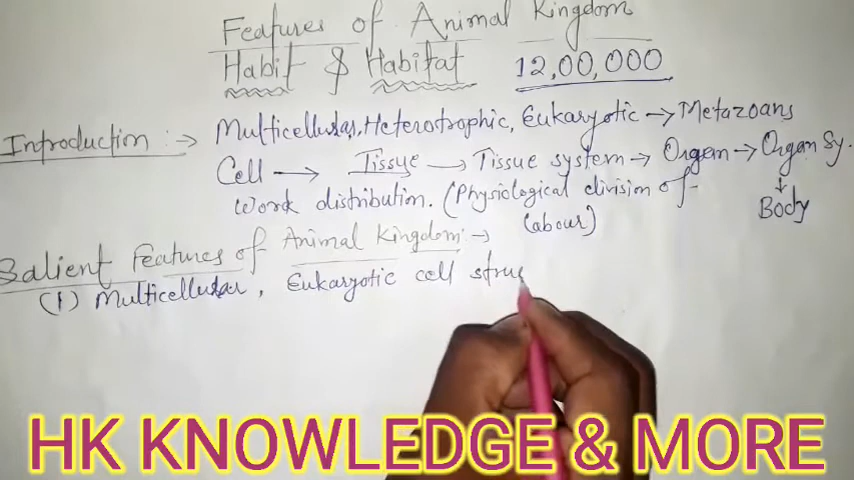 Features of Animal Kingdom
Habit & Habitat 12,00,000
Introduction :→ Multicellular, Heterotrophic, Eukaryotic → Metazoans
Cell → Tissue → Tissue system → Organ → Organ Sy.
↓
Work distribution. (Physiological division of
labour) Body
Salient Features of Animal Kingdom :→
(1) Multicellular, Eukaryotic cell struc
HK KNOWLEDGE & MORE